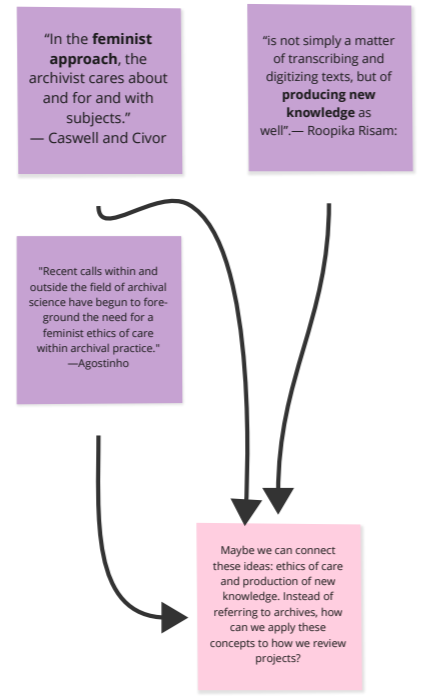 “In the feminist
approach, the
archivist cares about
and for and with
subjects.”
— Caswell and Civor
“is not simply a matter
of transcribing and
digitizing texts, but of
producing new
knowledge as
well”.— Roopika Risam:
"Recent calls within and
outside the field of archival
science have begun to fore-
ground the need for a
feminist ethics of care
within archival practice."
—Agostinho
Maybe we can connect
these ideas: ethics of care
and production of new
knowledge. Instead of
referring to archives, how
can we apply these
concepts to how we review
projects?